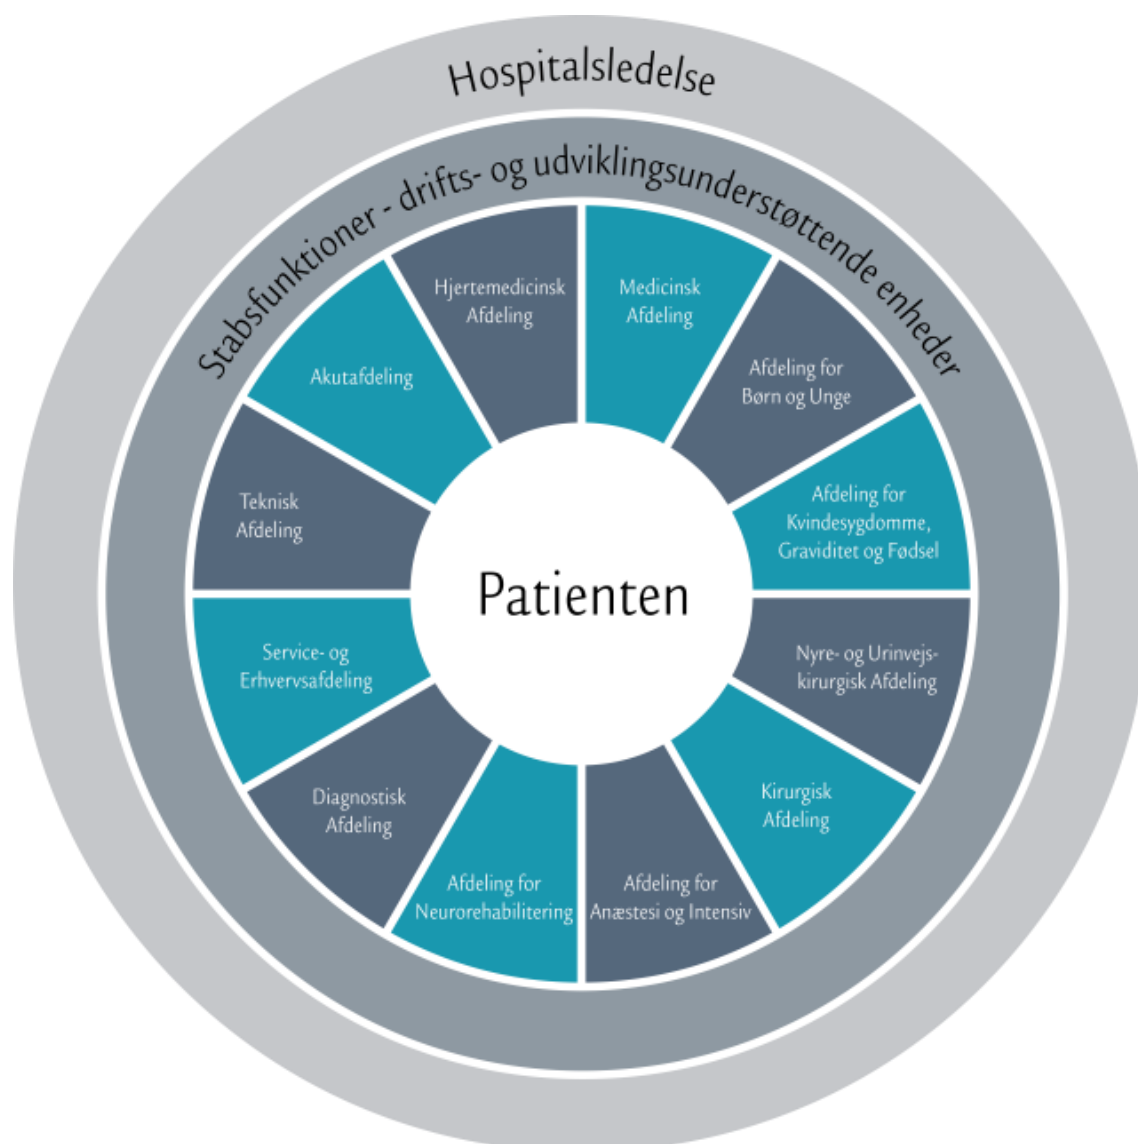 Hospitalsledelse
Stabsfunktioner - drifts- og udviklingsunderstøttende enheder
Hjertemedicinsk
Afdeling
Medicinsk
Afdeling
Afdeling for
Børn og Unge
Afdeling for
Kvindesygdomme,
Graviditet og Fødsel
Nyre- og Urinvejs-
kirurgisk Afdeling
Kirurgisk
Afdeling
Afdeling for
Anæstesi og Intensiv
Afdeling for
Neurorehabilitering
Diagnostisk
Afdeling
Service- og
Erhvervsafdeling
Teknisk
Afdeling
Akutafdeling
Patienten